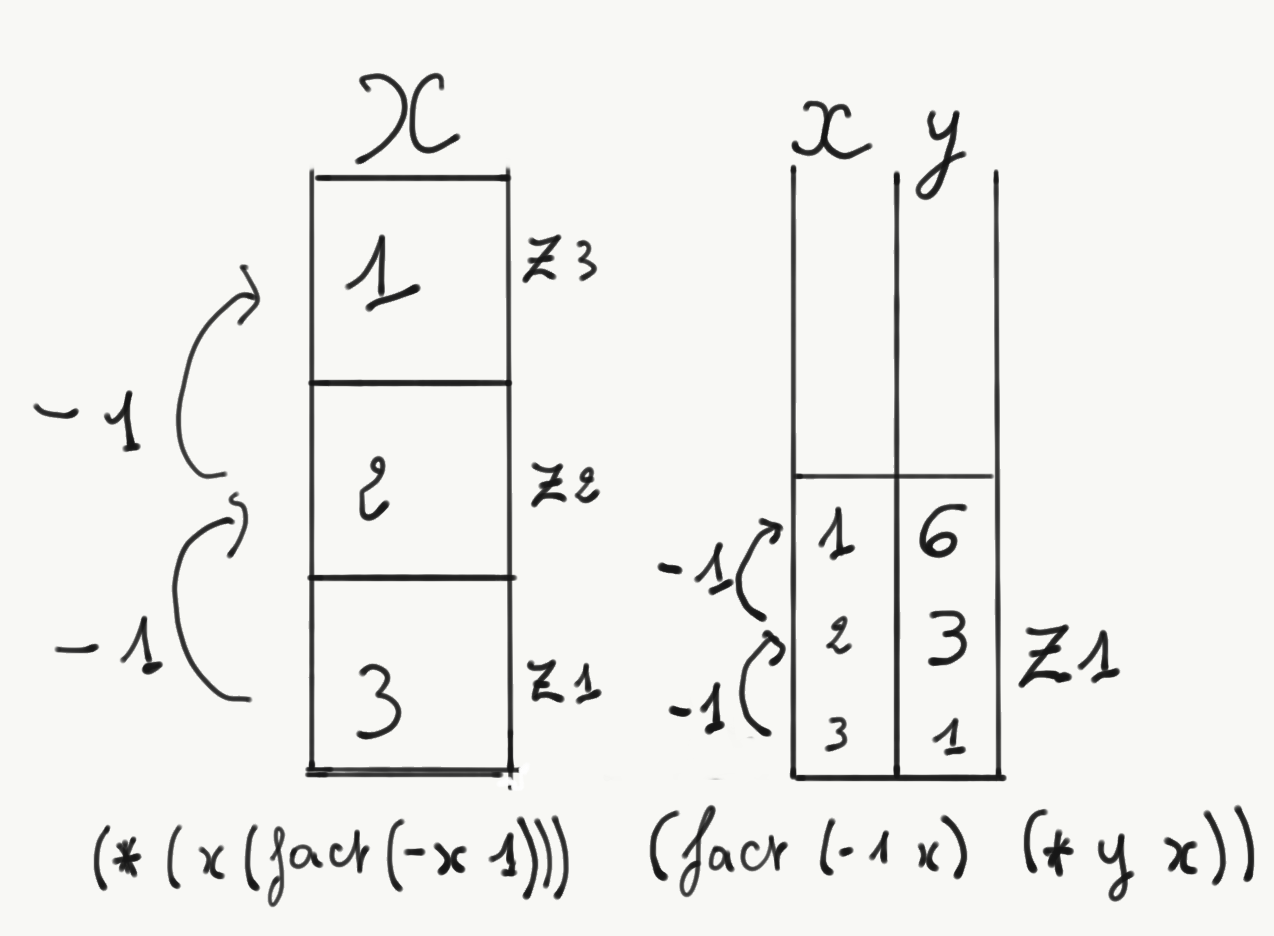 x
1 z3
-1
2 z2
-1
3 z1
(* (x (fact (-x 1))))
x y
1 6
-1
2 3 z1
-1
3 1
(fact (-1 x) (* y x))